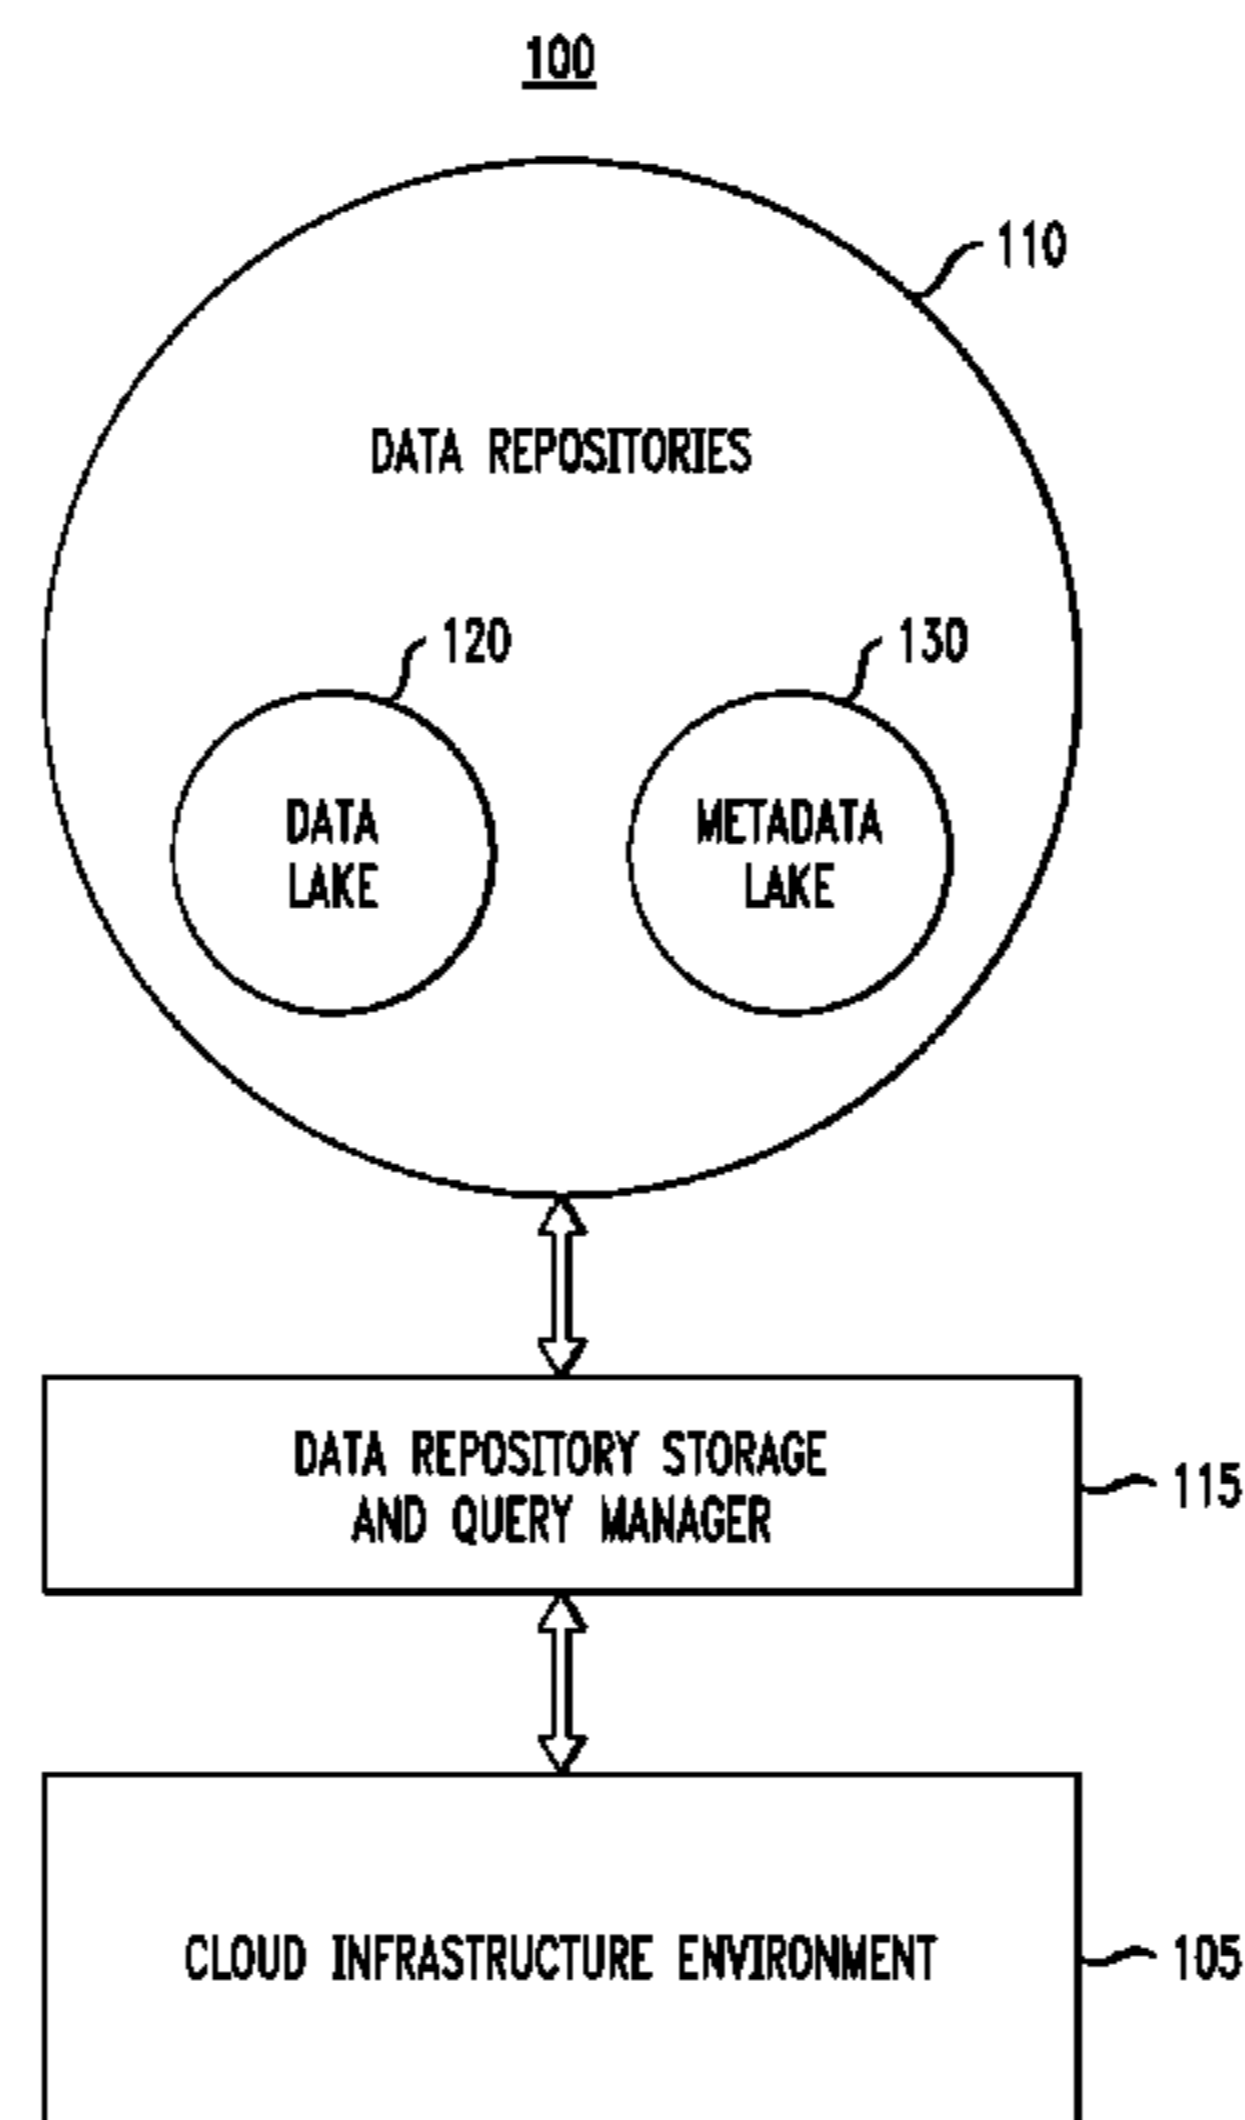 100
110
DATA REPOSITORIES
120
130
DATA
LAKE
METADATA
LAKE
DATA REPOSITORY STORAGE
AND QUERY MANAGER
115
CLOUD INFRASTRUCTURE ENVIRONMENT
105